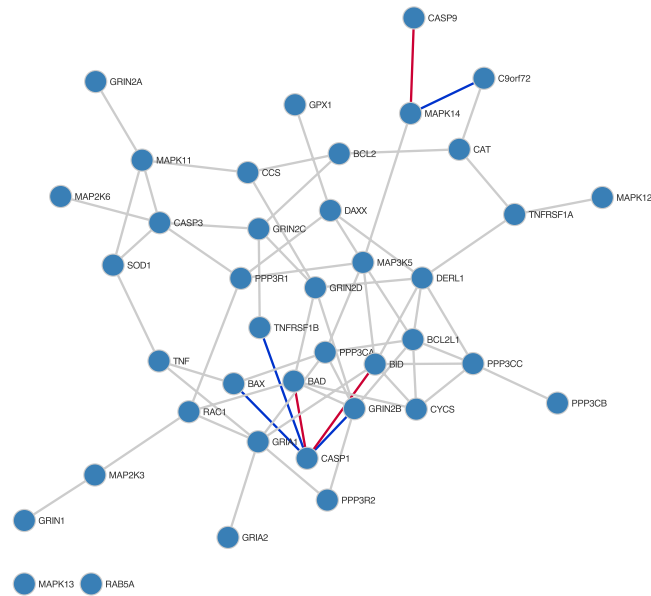 CASP9
C9orf72
GRIN2A
GPX1
MAPK14
BCL2
CAT
MAPK11
CCS
MAP2K6
MAPK12
DAXX
TNFRSF1A
CASP3
GRIN2C
SOD1
MAP3K5
PPP3R1
DERL1
GRIN2D
TNFRSF1B
BCL2L1
PPP3CA
TNF
BID
PPP3CC
BAX
BAD
PPP3CB
RAC1
GRIN2B
CYCS
GRIA1
CASP1
MAP2K3
PPP3R2
GRIN1
GRIA2
MAPK13
RAB5A